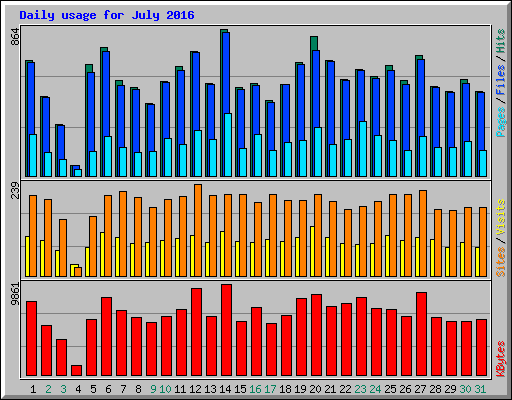 Daily usage for July 2016
864
Pages / Files / Hits
239
Sites / Visits
9861
KBytes
1 2 3 4 5 6 7 8 9 10 11 12 13 14 15 16 17 18 19 20 21 22 23 24 25 26 27 28 29 30 31